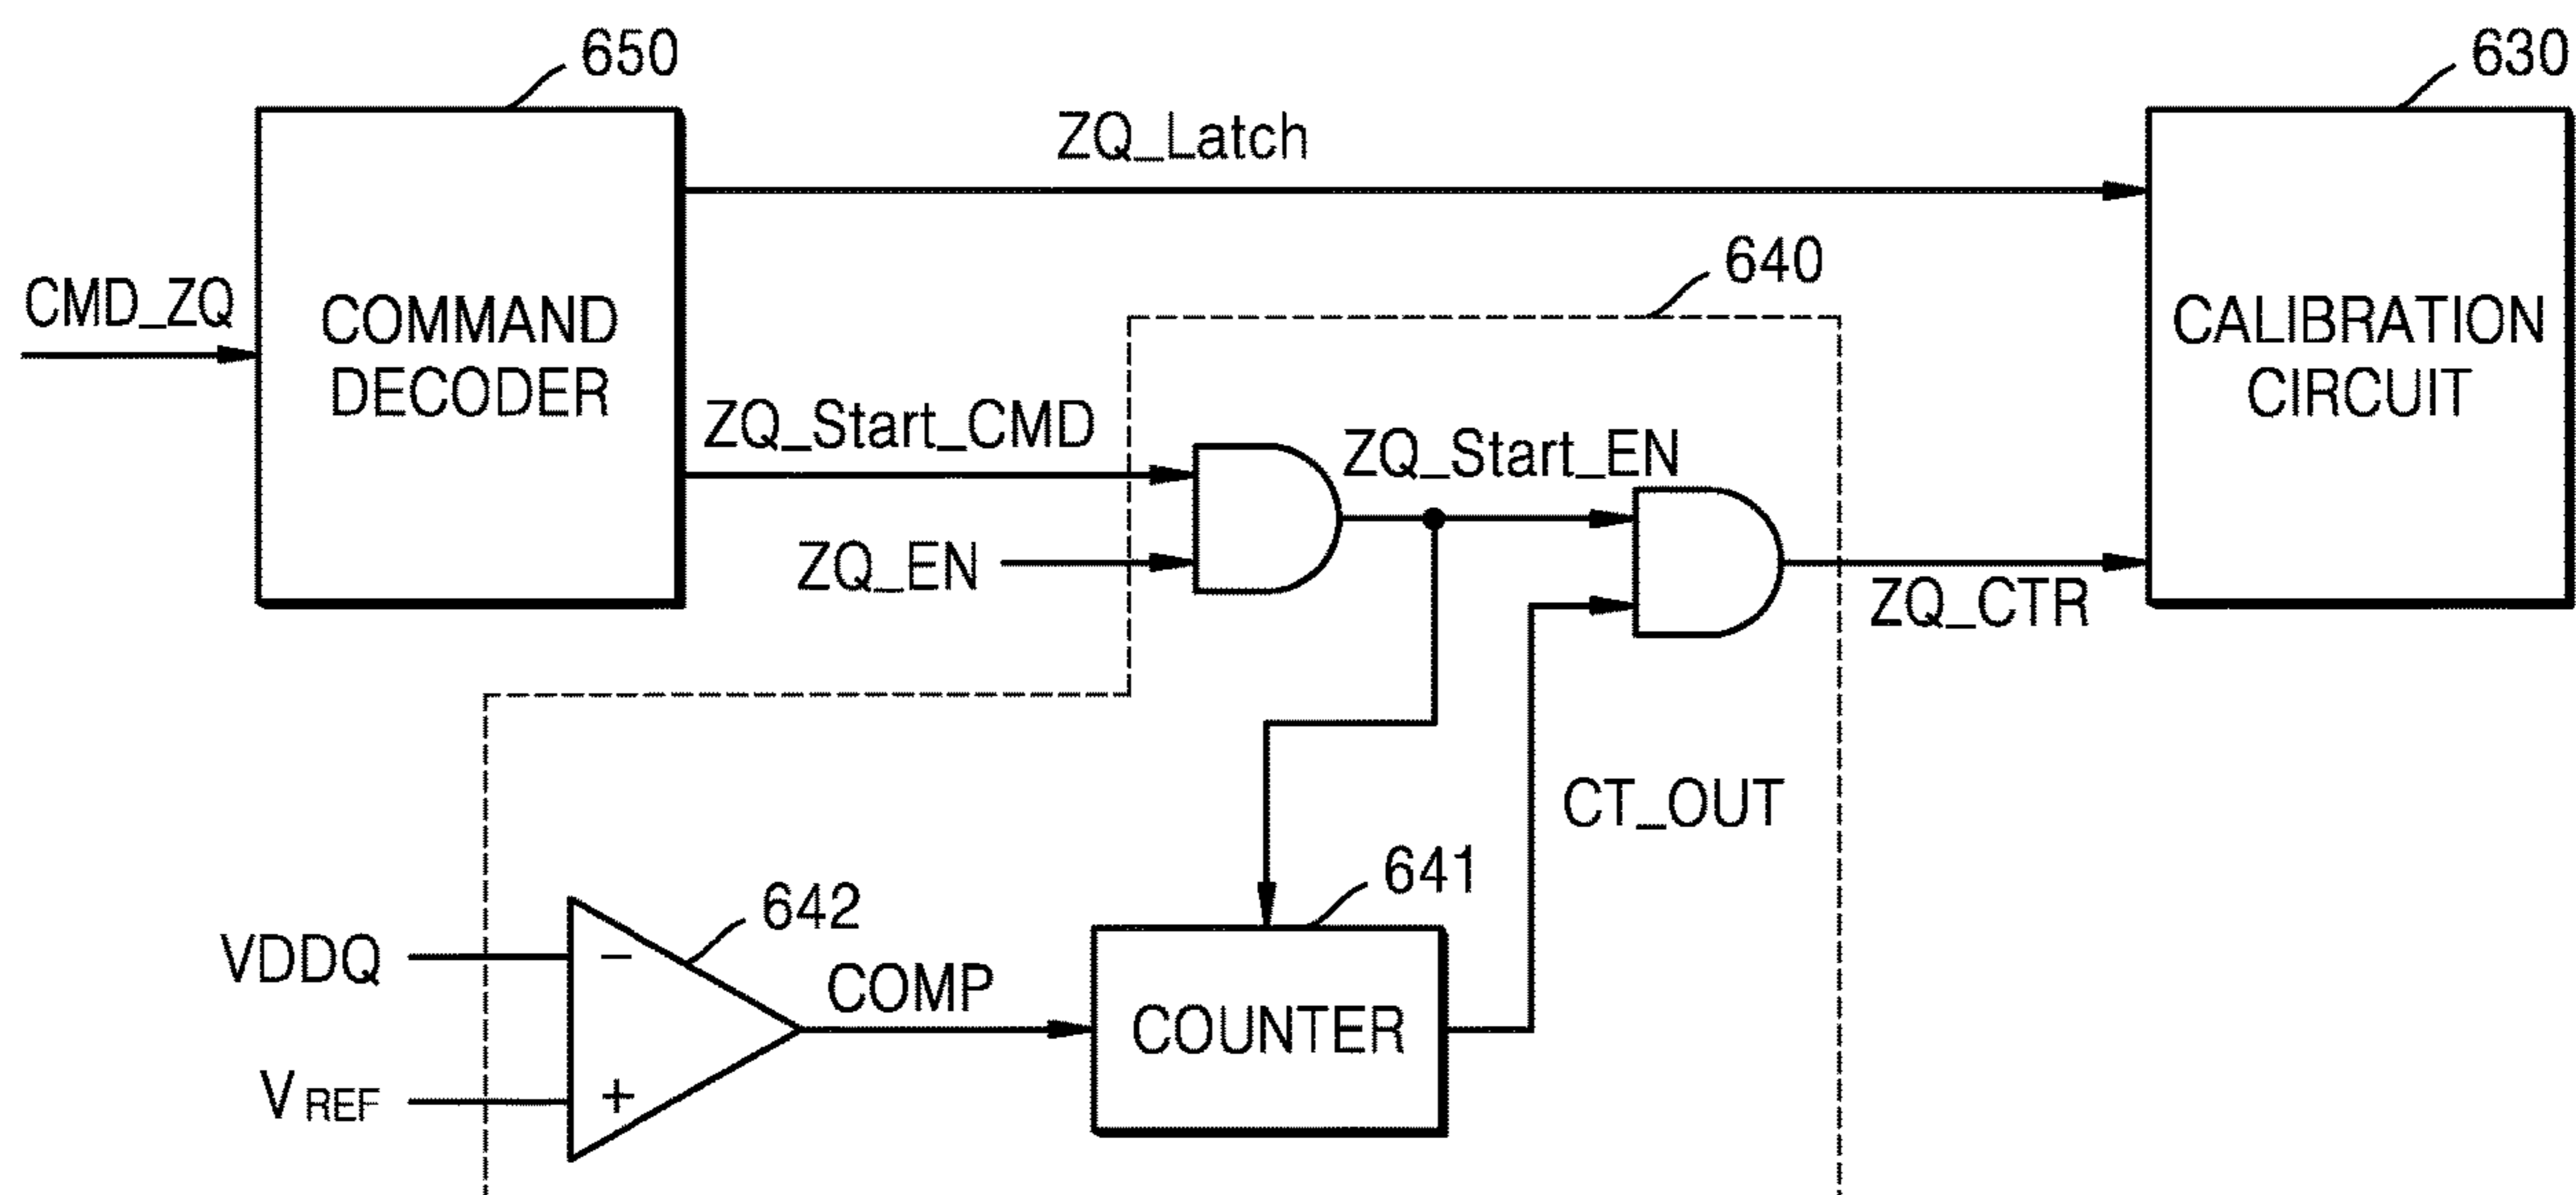 650
630
ZQ_Latch
640
CMD_ZQ
COMMAND
DECODER
CALIBRATION
CIRCUIT
ZQ_Start_CMD
ZQ_Start_EN
ZQ_EN
ZQ_CTR
CT_OUT
641
642
VDDQ
−
COMP
COUNTER
VREF
+